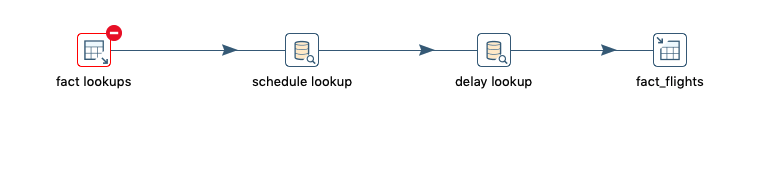 fact lookups
schedule lookup
delay lookup
fact_flights